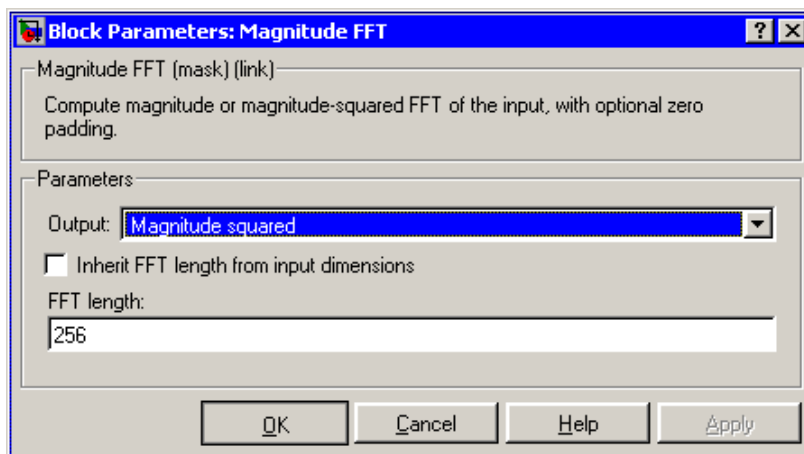 Block Parameters: Magnitude FFT
Magnitude FFT (mask) (link)
Compute magnitude or magnitude-squared FFT of the input, with optional zero
padding.
Parameters
Output: Magnitude squared
Inherit FFT length from input dimensions
FFT length:
256
OK Cancel Help Apply